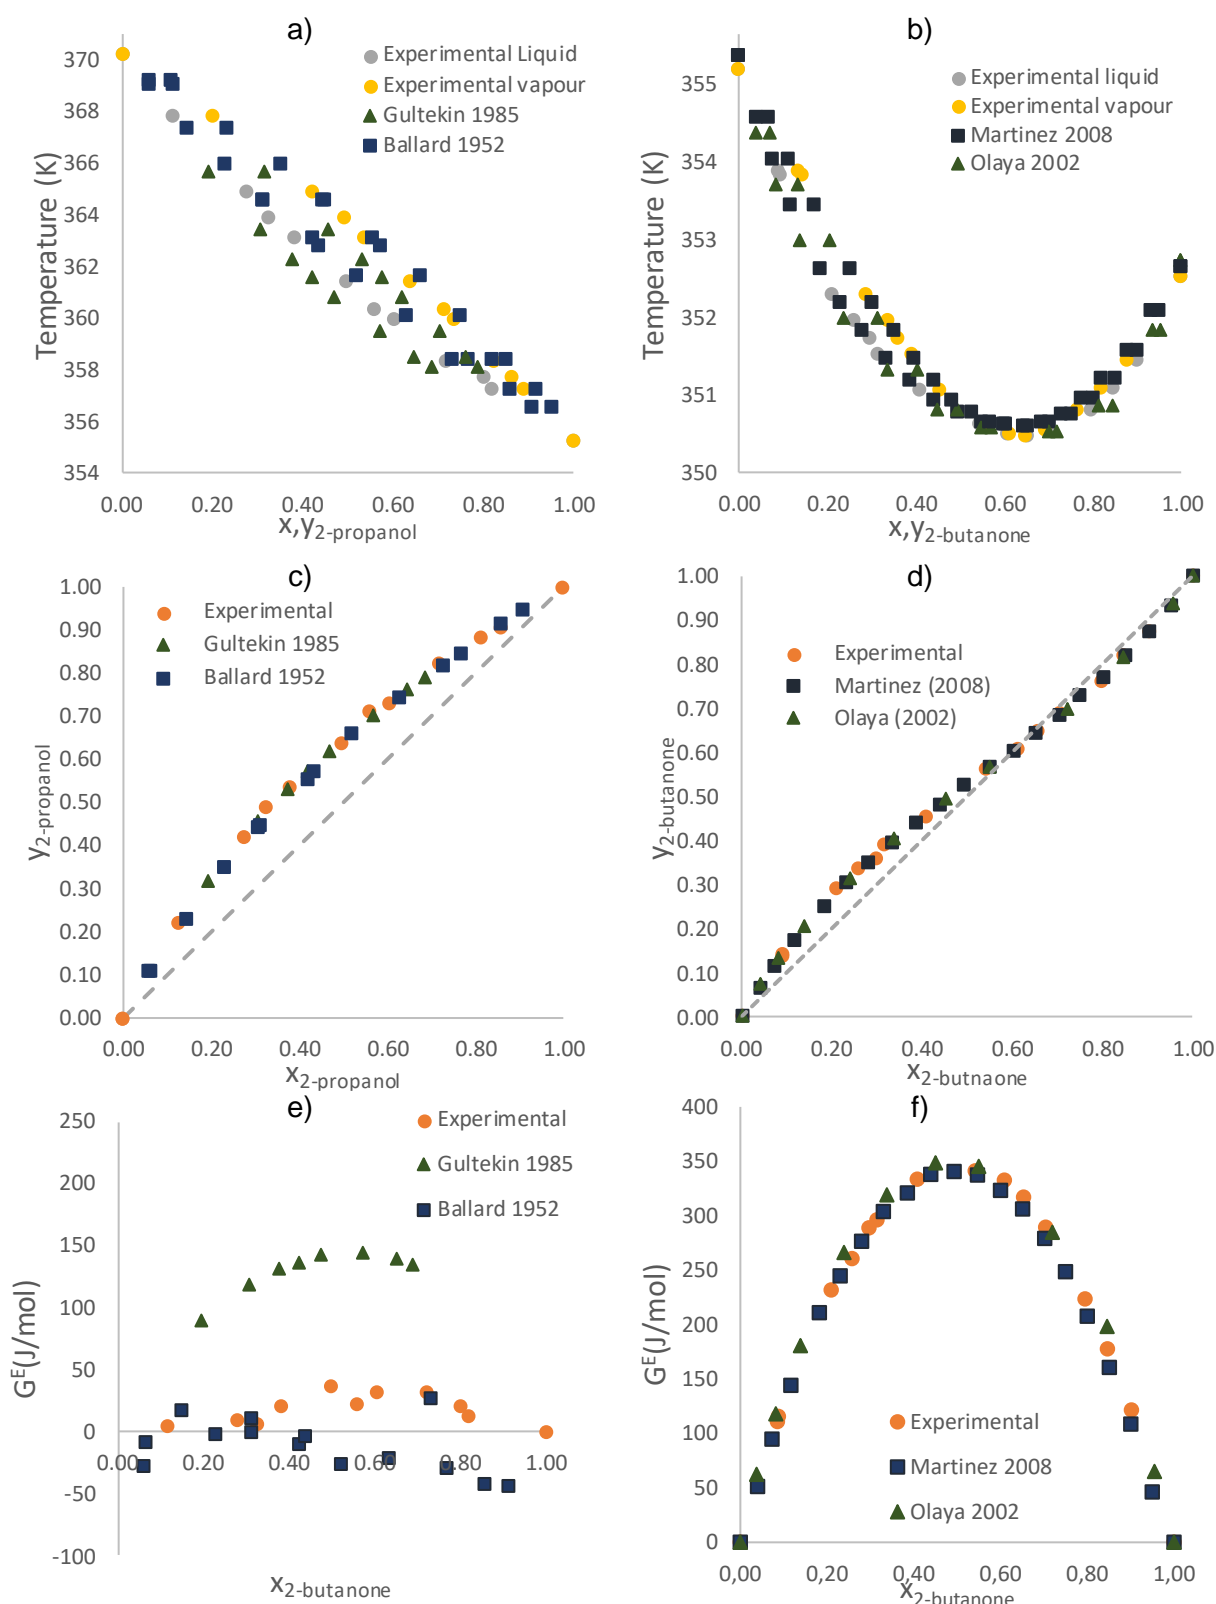 a)
Experimental Liquid
Experimental vapour
Gultekin 1985
Ballard 1952
Temperature (K)
370
368
366
364
362
360
358
356
354
0.00 0.20 0.40 0.60 0.80 1.00
x,y2-propanol
b)
Experimental liquid
Experimental vapour
Martinez 2008
Olaya 2002
Temperature (K)
355
354
353
352
351
350
0.00 0.20 0.40 0.60 0.80 1.00
x,y2-butanone
c)
Experimental
Gultekin 1985
Ballard 1952
y2-propanol
1.00
0.90
0.80
0.70
0.60
0.50
0.40
0.30
0.20
0.10
0.00
0.00 0.20 0.40 0.60 0.80 1.00
x2-propanol
d)
Experimental
Martinez (2008)
Olaya (2002)
y2-butanone
1.00
0.90
0.80
0.70
0.60
0.50
0.40
0.30
0.20
0.10
0.00
0.00 0.20 0.40 0.60 0.80 1.00
x2-butnaone
e)
Experimental
Gultekin 1985
Ballard 1952
GE(J/mol)
250
200
150
100
50
0
-50
-100
0.00 0.20 0.40 0.60 0.80 1.00
x2-butanone
f)
GE(J/mol)
400
350
300
250
200
150
100
50
0
Experimental
Martinez 2008
Olaya 2002
0,00 0,20 0,40 0,60 0,80 1,00
x2-butanone